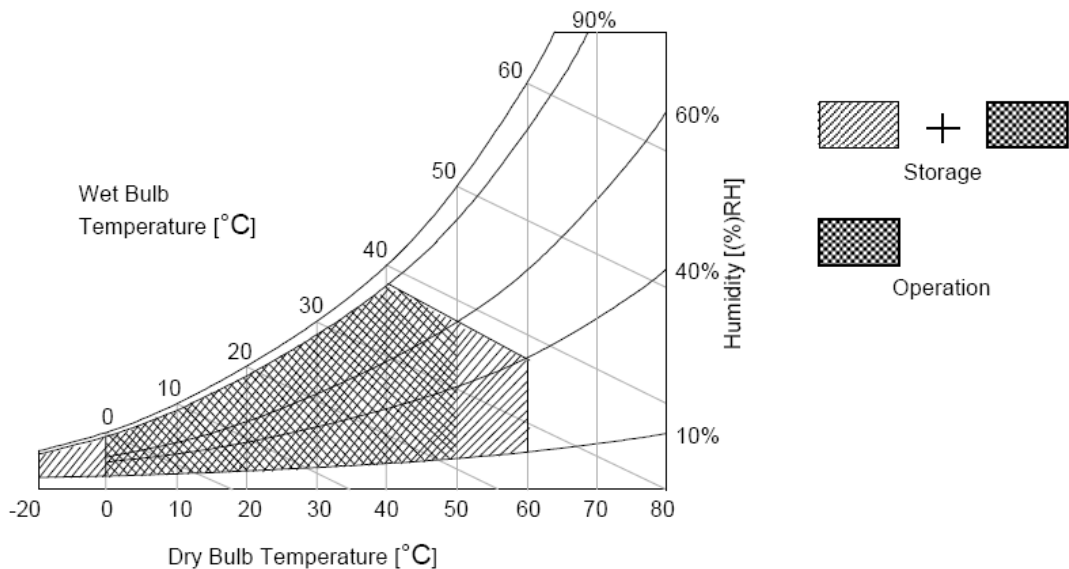 90%
60
60%
50
Storage
Wet Bulb
Temperature [°C]
40
40%
Humidity [(%)RH]
Operation
30
20
10
0
10%
-20 0 10 20 30 40 50 60 70 80
Dry Bulb Temperature [°C]